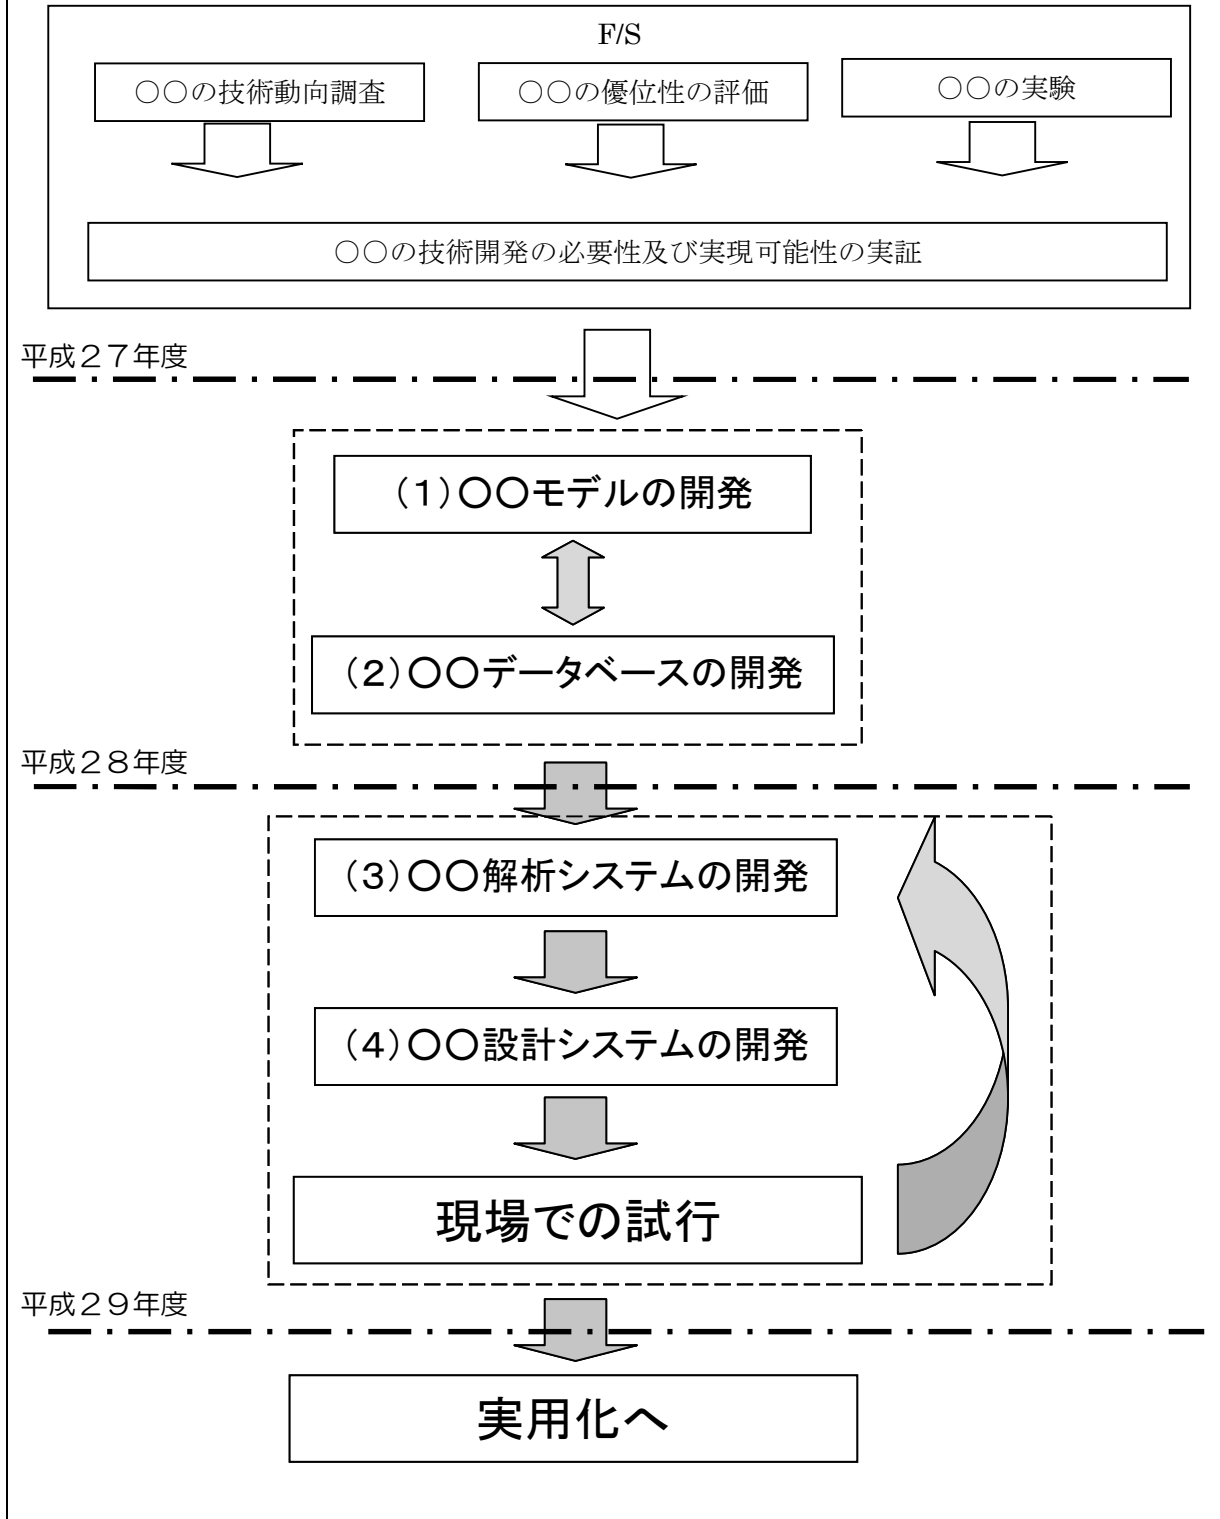 F/S
○○の技術動向調査
○○の優位性の評価
○○の実験
○○の技術開発の必要性及び実現可能性の実証
平成２７年度
（１）○○モデルの開発
（２）○○データベースの開発
平成２８年度
（３）○○解析システムの開発
（４）○○設計システムの開発
現場での試行
平成２９年度
実用化へ